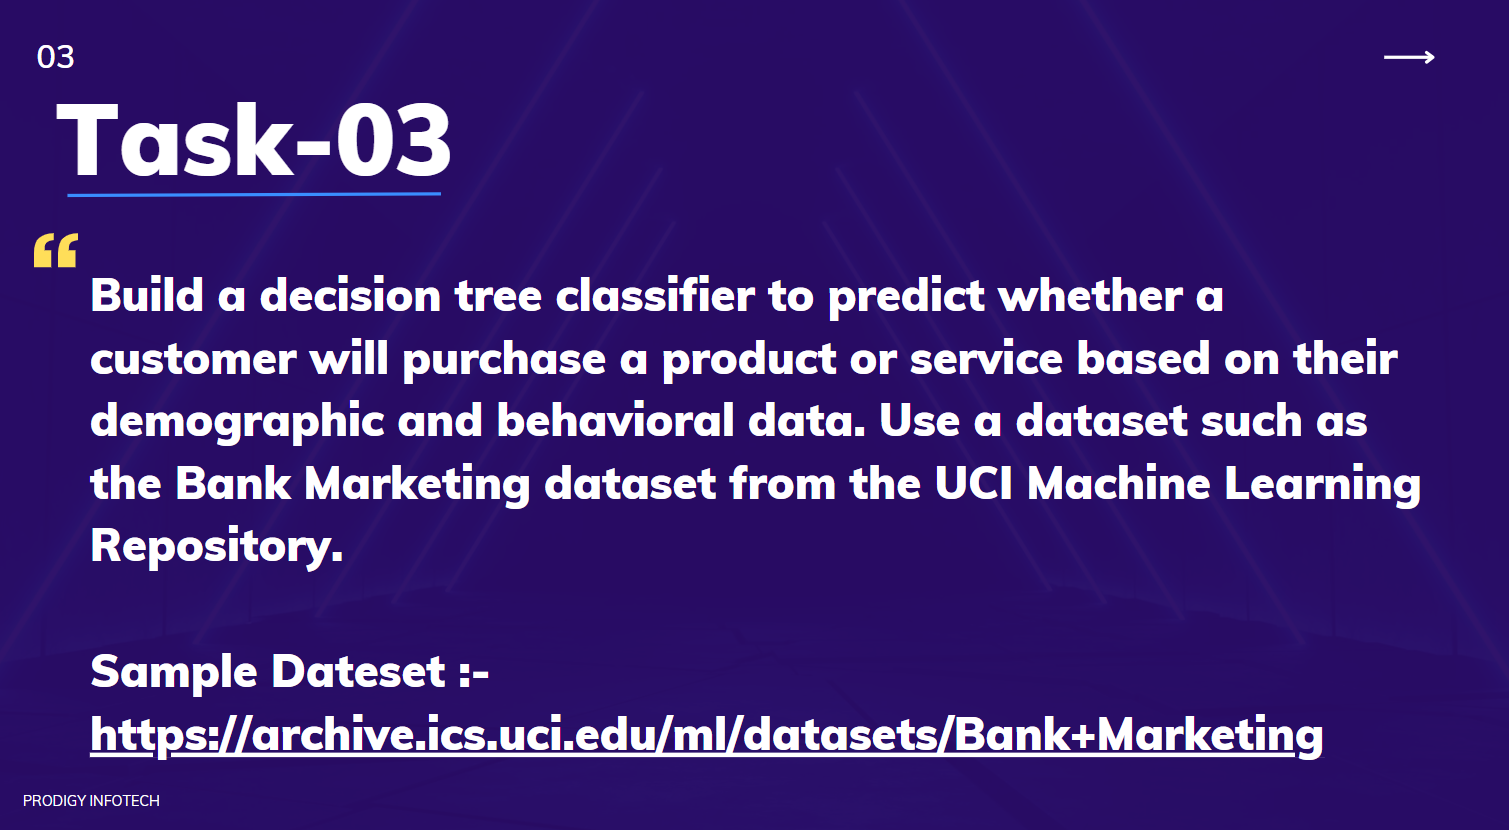 03
Task-03
“
Build a decision tree classifier to predict whether a
customer will purchase a product or service based on their
demographic and behavioral data. Use a dataset such as
the Bank Marketing dataset from the UCI Machine Learning
Repository.
Sample Dateset :-
https://archive.ics.uci.edu/ml/datasets/Bank+Marketing
PRODIGY INFOTECH